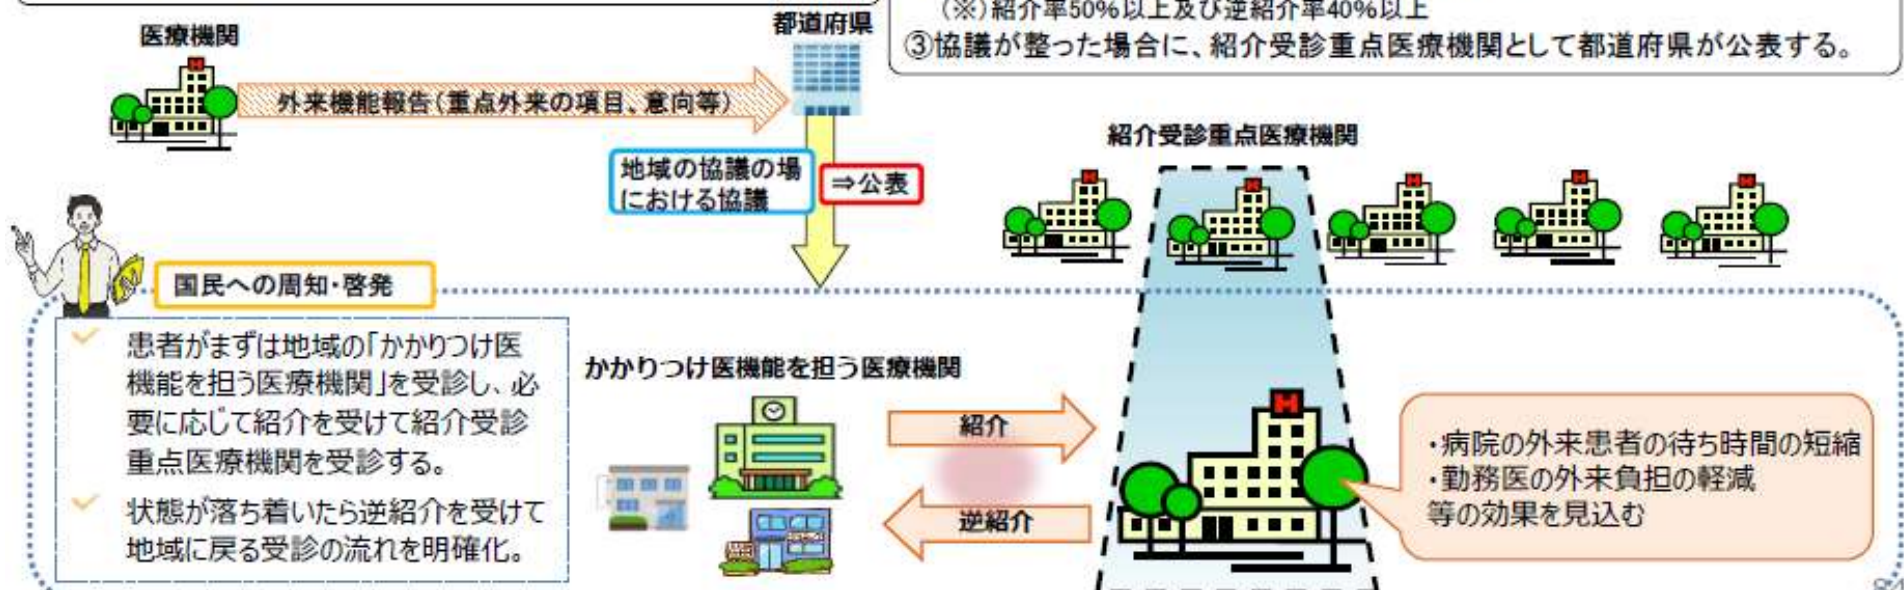 (※)紹介率50%以上及び逆紹介率40%以上
③協議が整った場合に、紹介受診重点医療機関として都道府県が公表する。
医療機関
都道府県
外来機能報告(重点外来の項目、意向等)
地域の協議の場
における協議
⇒公表
紹介受診重点医療機関
国民への周知・啓発
患者がまずは地域の「かかりつけ医
機能を担う医療機関」を受診し、必
要に応じて紹介を受けて紹介受診
重点医療機関を受診する。
状態が落ち着いたら逆紹介を受けて
地域に戻る受診の流れを明確化。
かかりつけ医機能を担う医療機関
紹介
逆紹介
・病院の外来患者の待ち時間の短縮
・勤務医の外来負担の軽減
等の効果を見込む